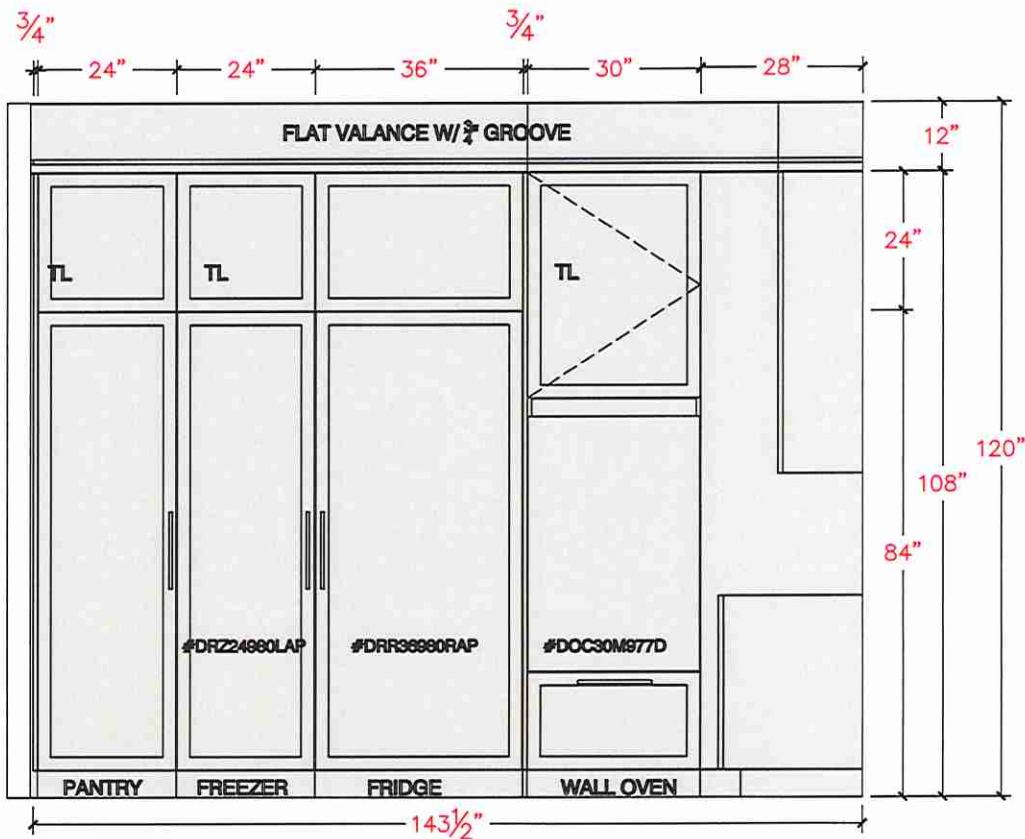 ¾" ¾"
24" 24" 36" 30" 28"
FLAT VALANCE W/ ¾" GROOVE
12"
24"
TL TL TL
120"
108"
84"
#DRZ24980LAP #DRR36980RAP #DOC30M977D
PANTRY FREEZER FRIDGE WALL OVEN
143½"